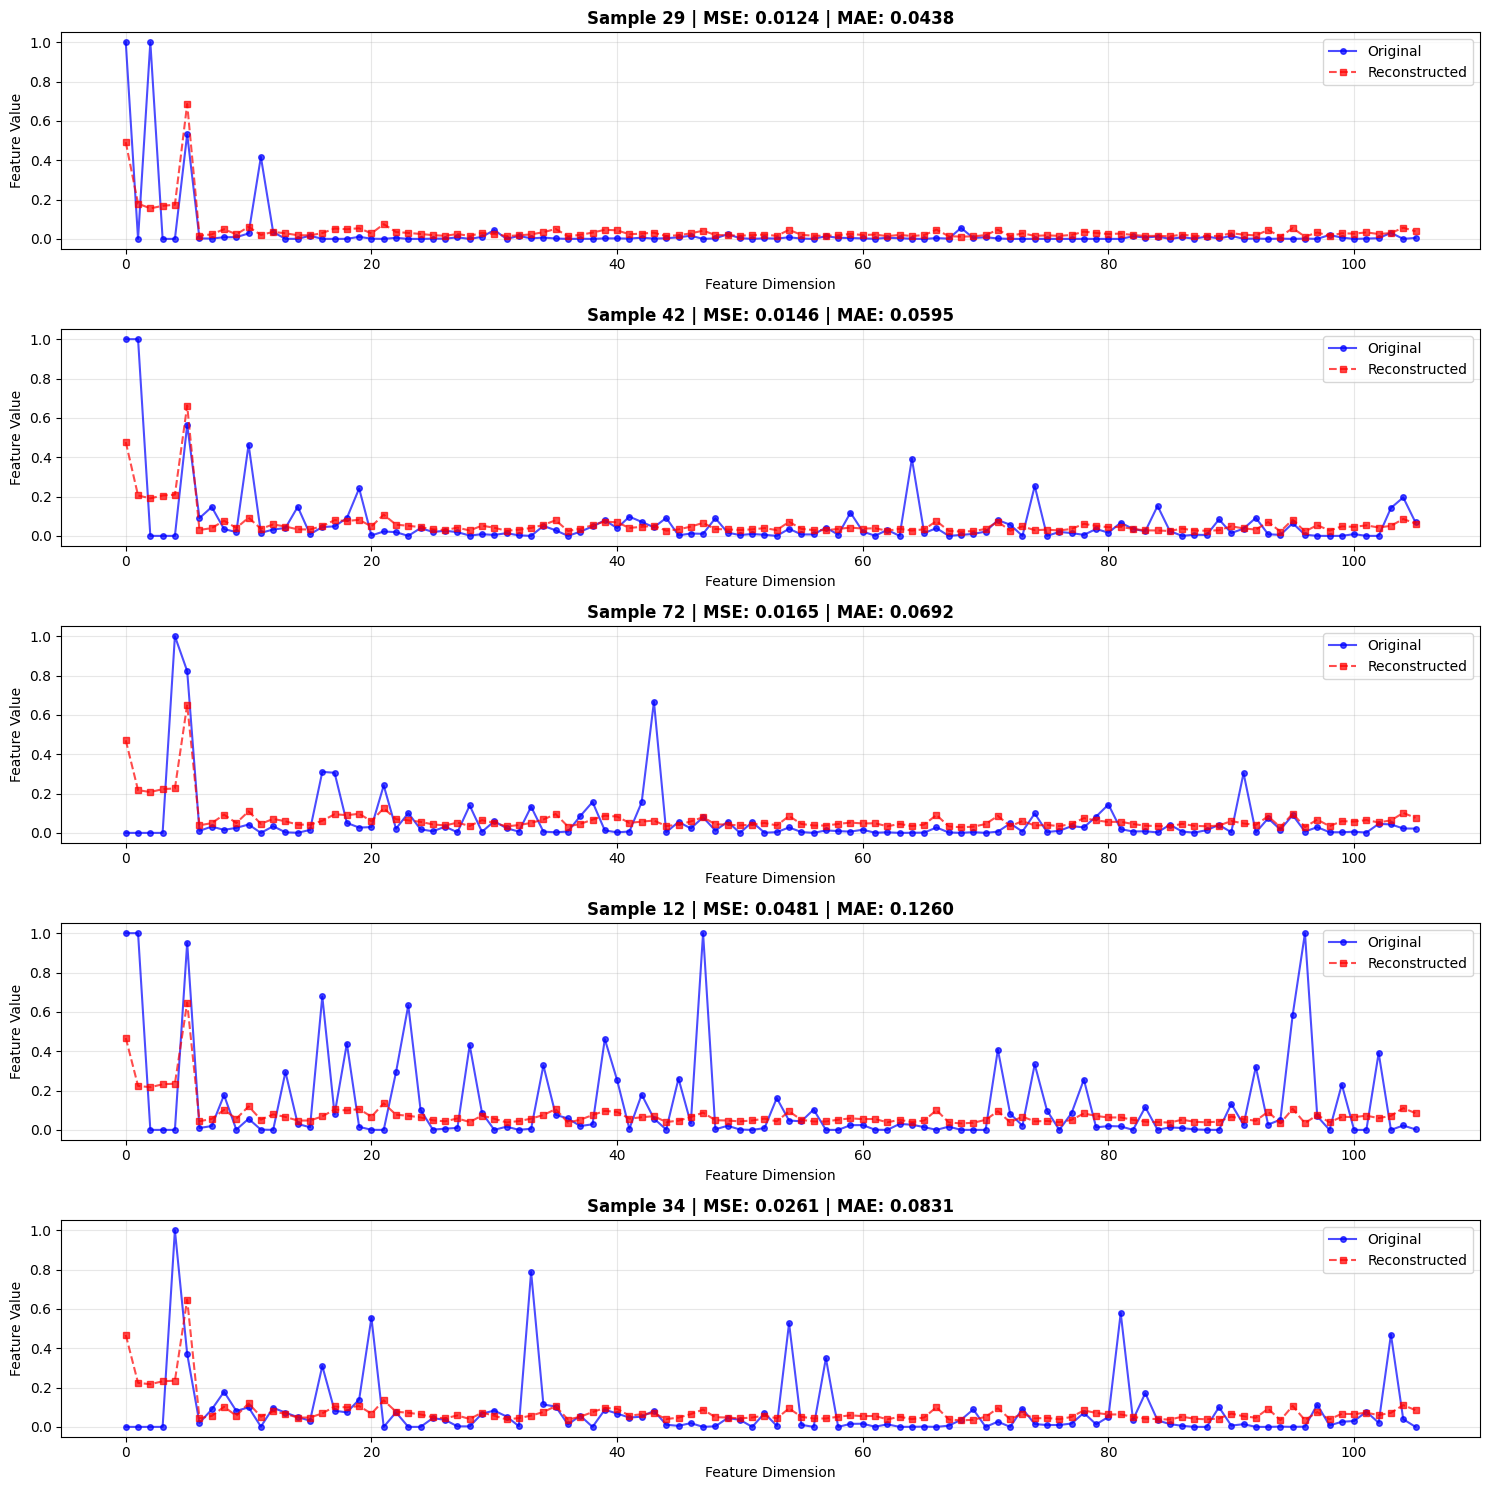 Sample 29 | MSE: 0.0124 | MAE: 0.0438
1.0
0.8
0.6
0.4
0.2
0.0
Feature Value
Original
Reconstructed
0 20 40 60 80 100
Feature Dimension
Sample 42 | MSE: 0.0146 | MAE: 0.0595
1.0
0.8
0.6
0.4
0.2
0.0
Feature Value
Original
Reconstructed
0 20 40 60 80 100
Feature Dimension
Sample 72 | MSE: 0.0165 | MAE: 0.0692
1.0
0.8
0.6
0.4
0.2
0.0
Feature Value
Original
Reconstructed
0 20 40 60 80 100
Feature Dimension
Sample 12 | MSE: 0.0481 | MAE: 0.1260
1.0
0.8
0.6
0.4
0.2
0.0
Feature Value
Original
Reconstructed
0 20 40 60 80 100
Feature Dimension
Sample 34 | MSE: 0.0261 | MAE: 0.0831
1.0
0.8
0.6
0.4
0.2
0.0
Feature Value
Original
Reconstructed
0 20 40 60 80 100
Feature Dimension